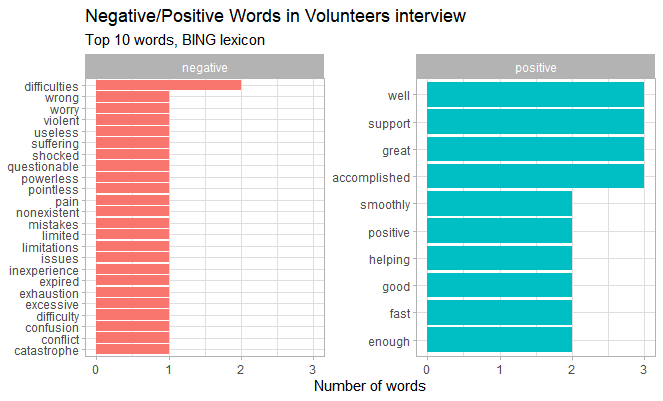 Negative/Positive Words in Volunteers interview
Top 10 words, BING lexicon
negative
difficulties
wrong
worry
violent
useless
suffering
shocked
questionable
powerless
pointless
pain
nonexistent
mistakes
limited
limitations
issues
inexperience
expired
exhaustion
excessive
difficulty
confusion
conflict
catastrophe
0 1 2 3
positive
well
support
great
accomplished
smoothly
positive
helping
good
fast
enough
0 1 2 3
Number of words